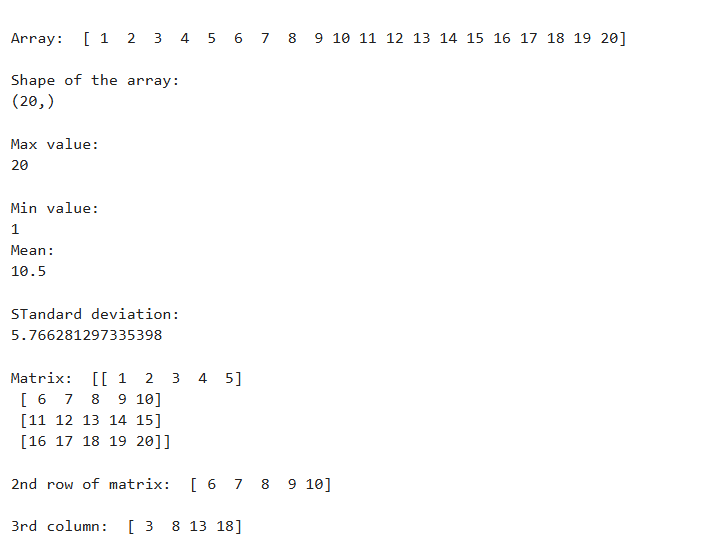 Array:  [ 1  2  3  4  5  6  7  8  9 10 11 12 13 14 15 16 17 18 19 20]
Shape of the array:
(20,)
Max value:
20
Min value:
1
Mean:
10.5
STandard deviation:
5.766281297335398
Matrix:  [[ 1  2  3  4  5]
 [ 6  7  8  9 10]
 [11 12 13 14 15]
 [16 17 18 19 20]]
2nd row of matrix:  [ 6  7  8  9 10]
3rd column:  [ 3  8 13 18]